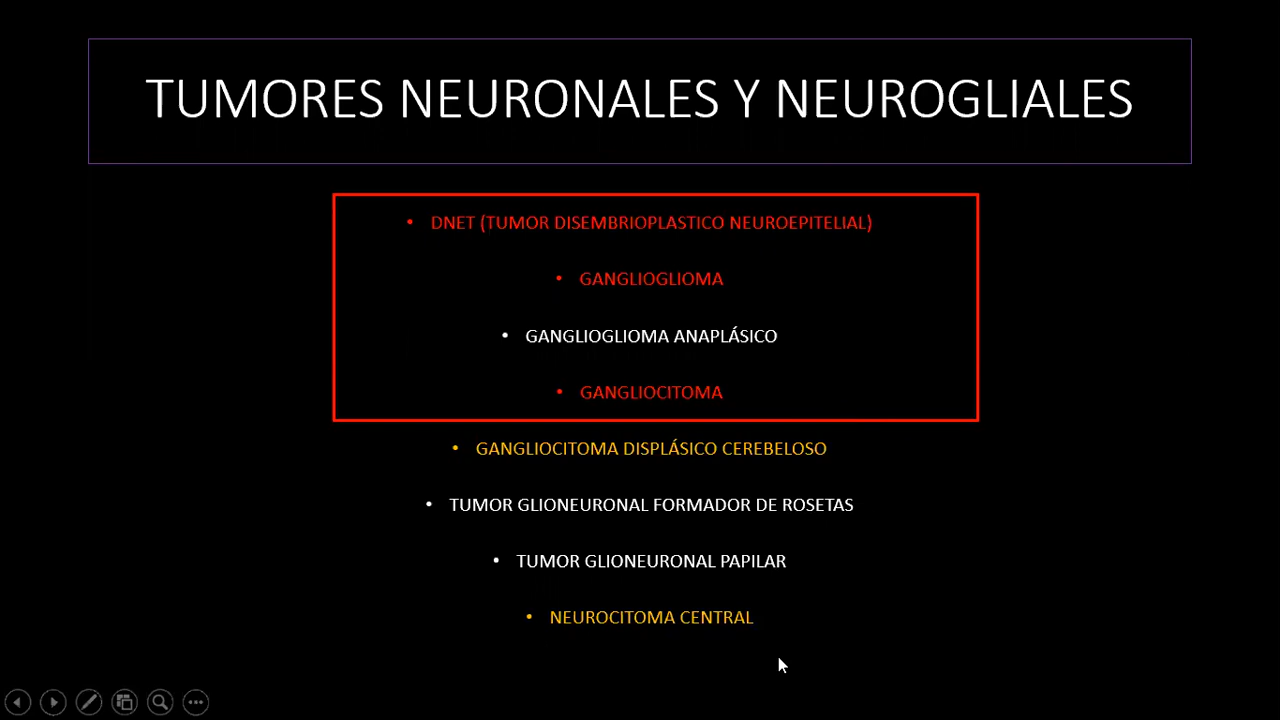 TUMORES NEURONALES Y NEUROGLIALES
• DNET (TUMOR DISEMBRIOPLASTICO NEUROEPITELIAL)
• GANGLIOGLIOMA
• GANGLIOGLIOMA ANAPLÁSICO
• GANGLIOCITOMA
• GANGLIOCITOMA DISPLÁSICO CEREBELOSO
• TUMOR GLIONEURONAL FORMADOR DE ROSETAS
• TUMOR GLIONEURONAL PAPILAR
• NEUROCITOMA CENTRAL